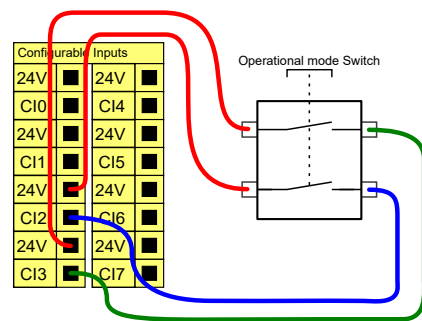 Configurable Inputs
Operational mode Switch
24V 24V
CI0 CI4
24V 24V
CI1 CI5
24V 24V
CI2 CI6
24V 24V
CI3 CI7